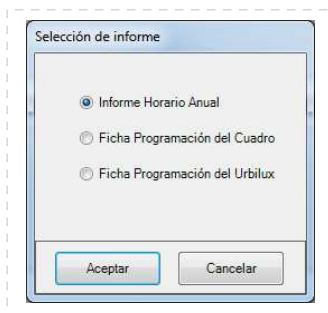 Selección de informe
Informe Horario Anual
Ficha Programación del Cuadro
Ficha Programación del Urbilux
Aceptar
Cancelar